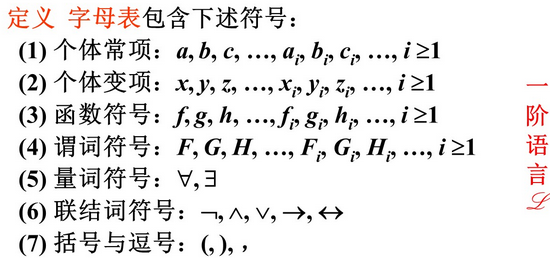 定义 字母表包含下述符号：
(1) 个体常项：a, b, c, …, aᵢ, bᵢ, cᵢ, …, i ≥1
(2) 个体变项：x, y, z, …, xᵢ, yᵢ, zᵢ, …, i ≥1
(3) 函数符号：f, g, h, …, fᵢ, gᵢ, hᵢ, …, i ≥1
(4) 谓词符号：F, G, H, …, Fᵢ, Gᵢ, Hᵢ, …, i ≥1
(5) 量词符号：∀, ∃
(6) 联结词符号：¬, ∧, ∨, →, ↔
(7) 括号与逗号：(, ), ，
一阶语言ℒ